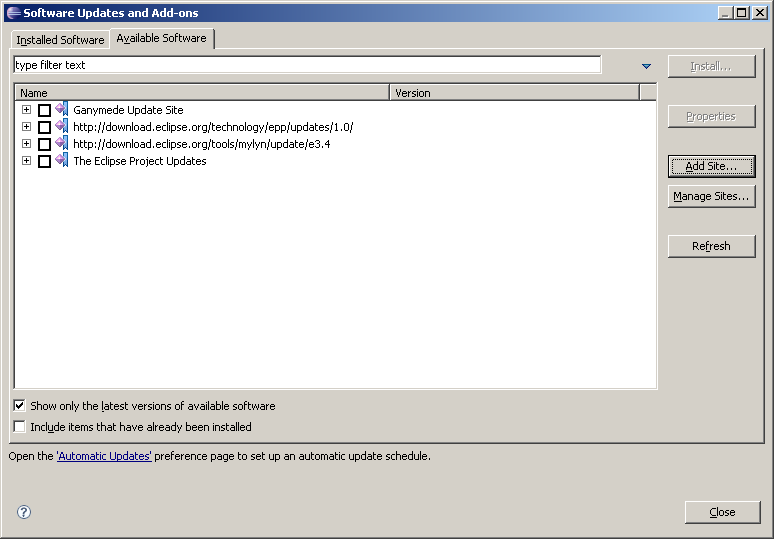 Software Updates and Add-ons
Installed Software Available Software
type filter text
Install...
Name Version
Ganymede Update Site
Properties
http://download.eclipse.org/technology/epp/updates/1.0/
http://download.eclipse.org/tools/mylyn/update/e3.4
The Eclipse Project Updates
Add Site...
Manage Sites...
Refresh
Show only the latest versions of available software
Include items that have already been installed
Open the 'Automatic Updates' preference page to set up an automatic update schedule.
?
Close